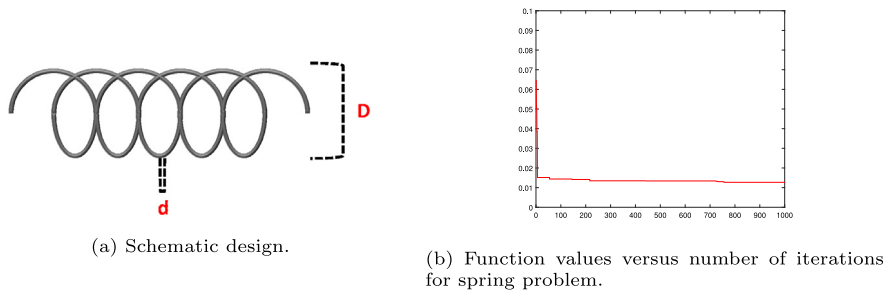 D
d
(a) Schematic design.
0.1
0.09
0.08
0.07
0.06
0.05
0.04
0.03
0.02
0.01
0
0 100 200 300 400 500 600 700 800 900 1000
(b) Function values versus number of iterations
for spring problem.